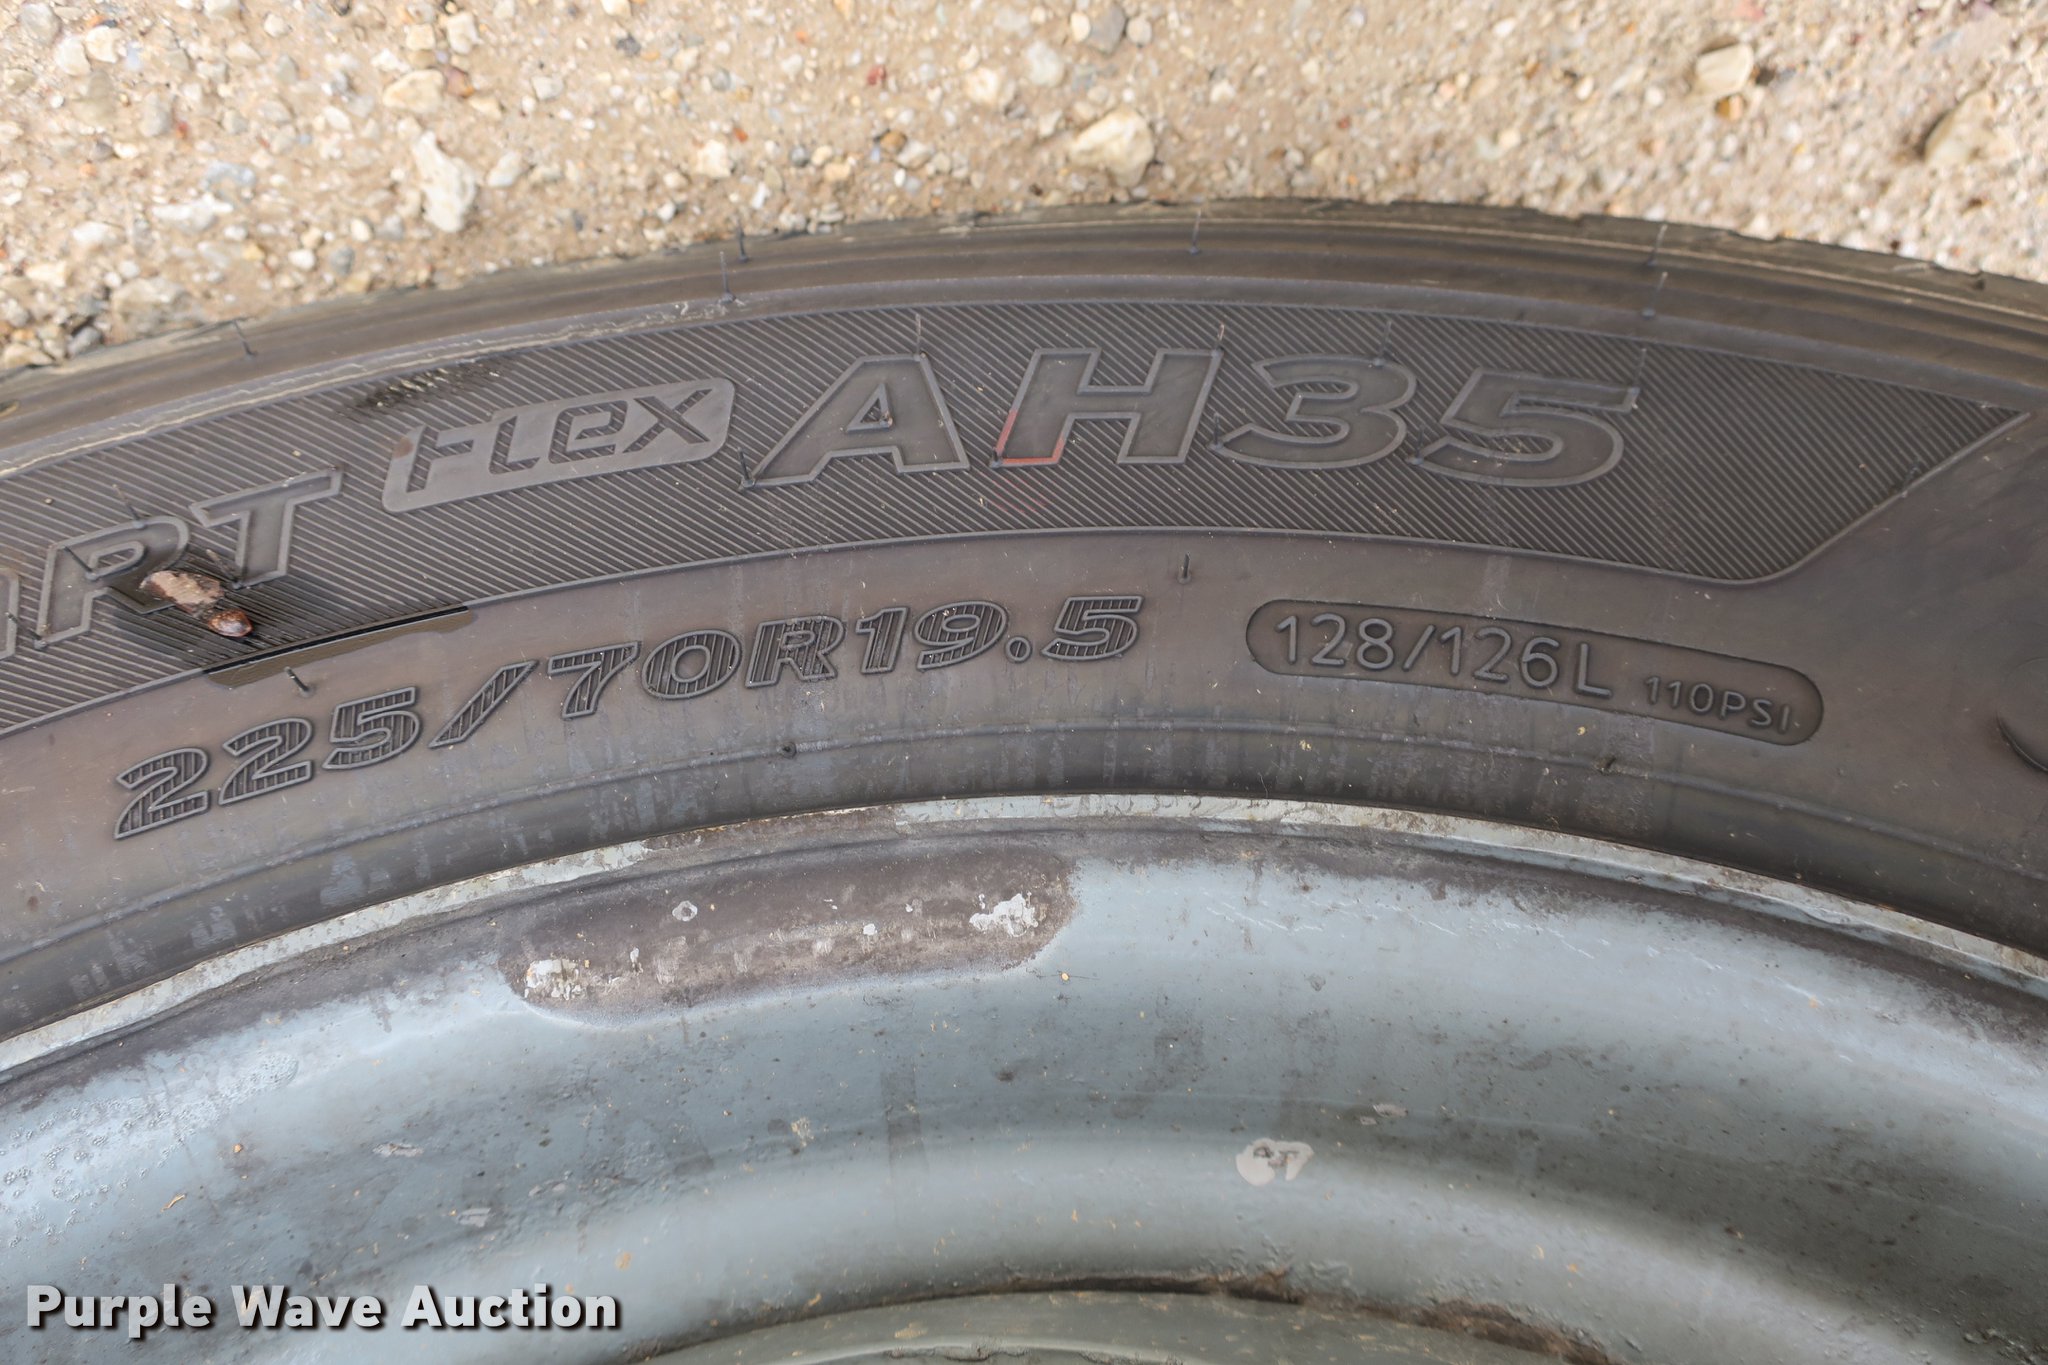 FLEX AH35
225/70R19.5
128/126L 110PSI
Purple Wave Auction